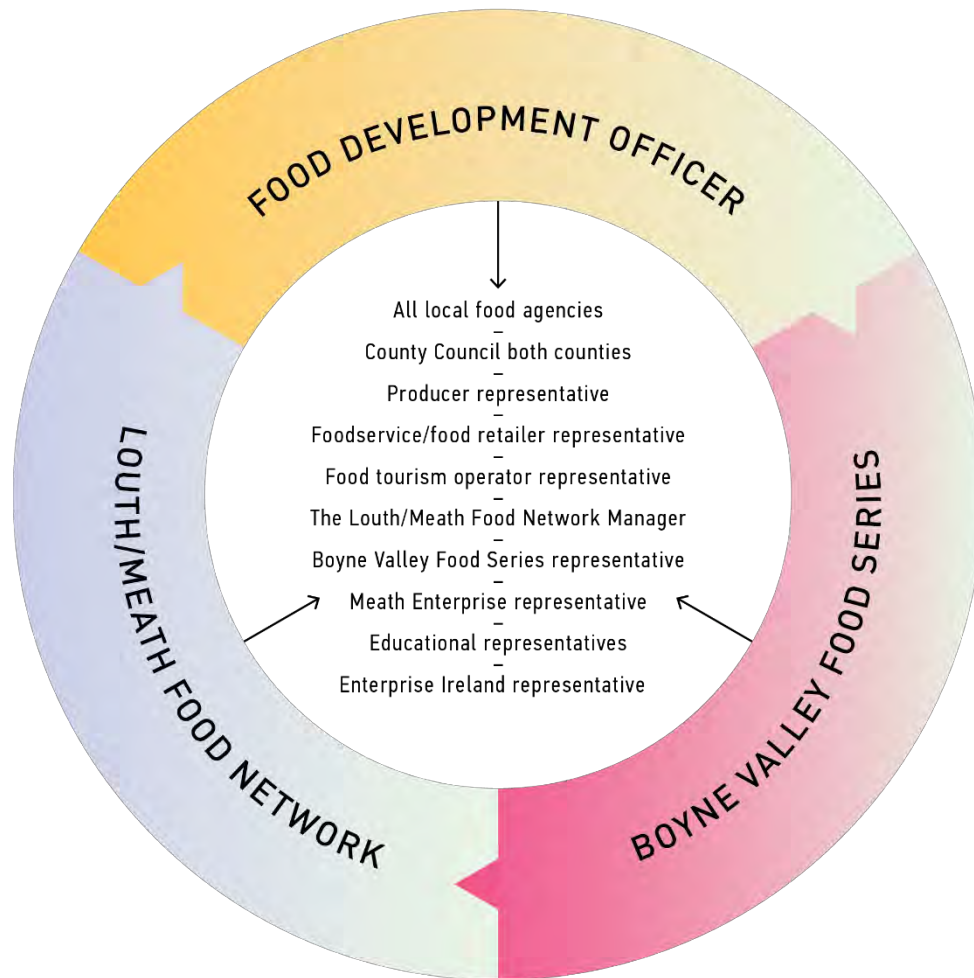 FOOD DEVELOPMENT OFFICER
All local food agencies
–
County Council both counties
–
Producer representative
–
Foodservice/food retailer representative
–
Food tourism operator representative
–
The Louth/Meath Food Network Manager
–
Boyne Valley Food Series representative
–
Meath Enterprise representative
–
Educational representatives
–
Enterprise Ireland representative
LOUTH/MEATH FOOD NETWORK
BOYNE VALLEY FOOD SERIES